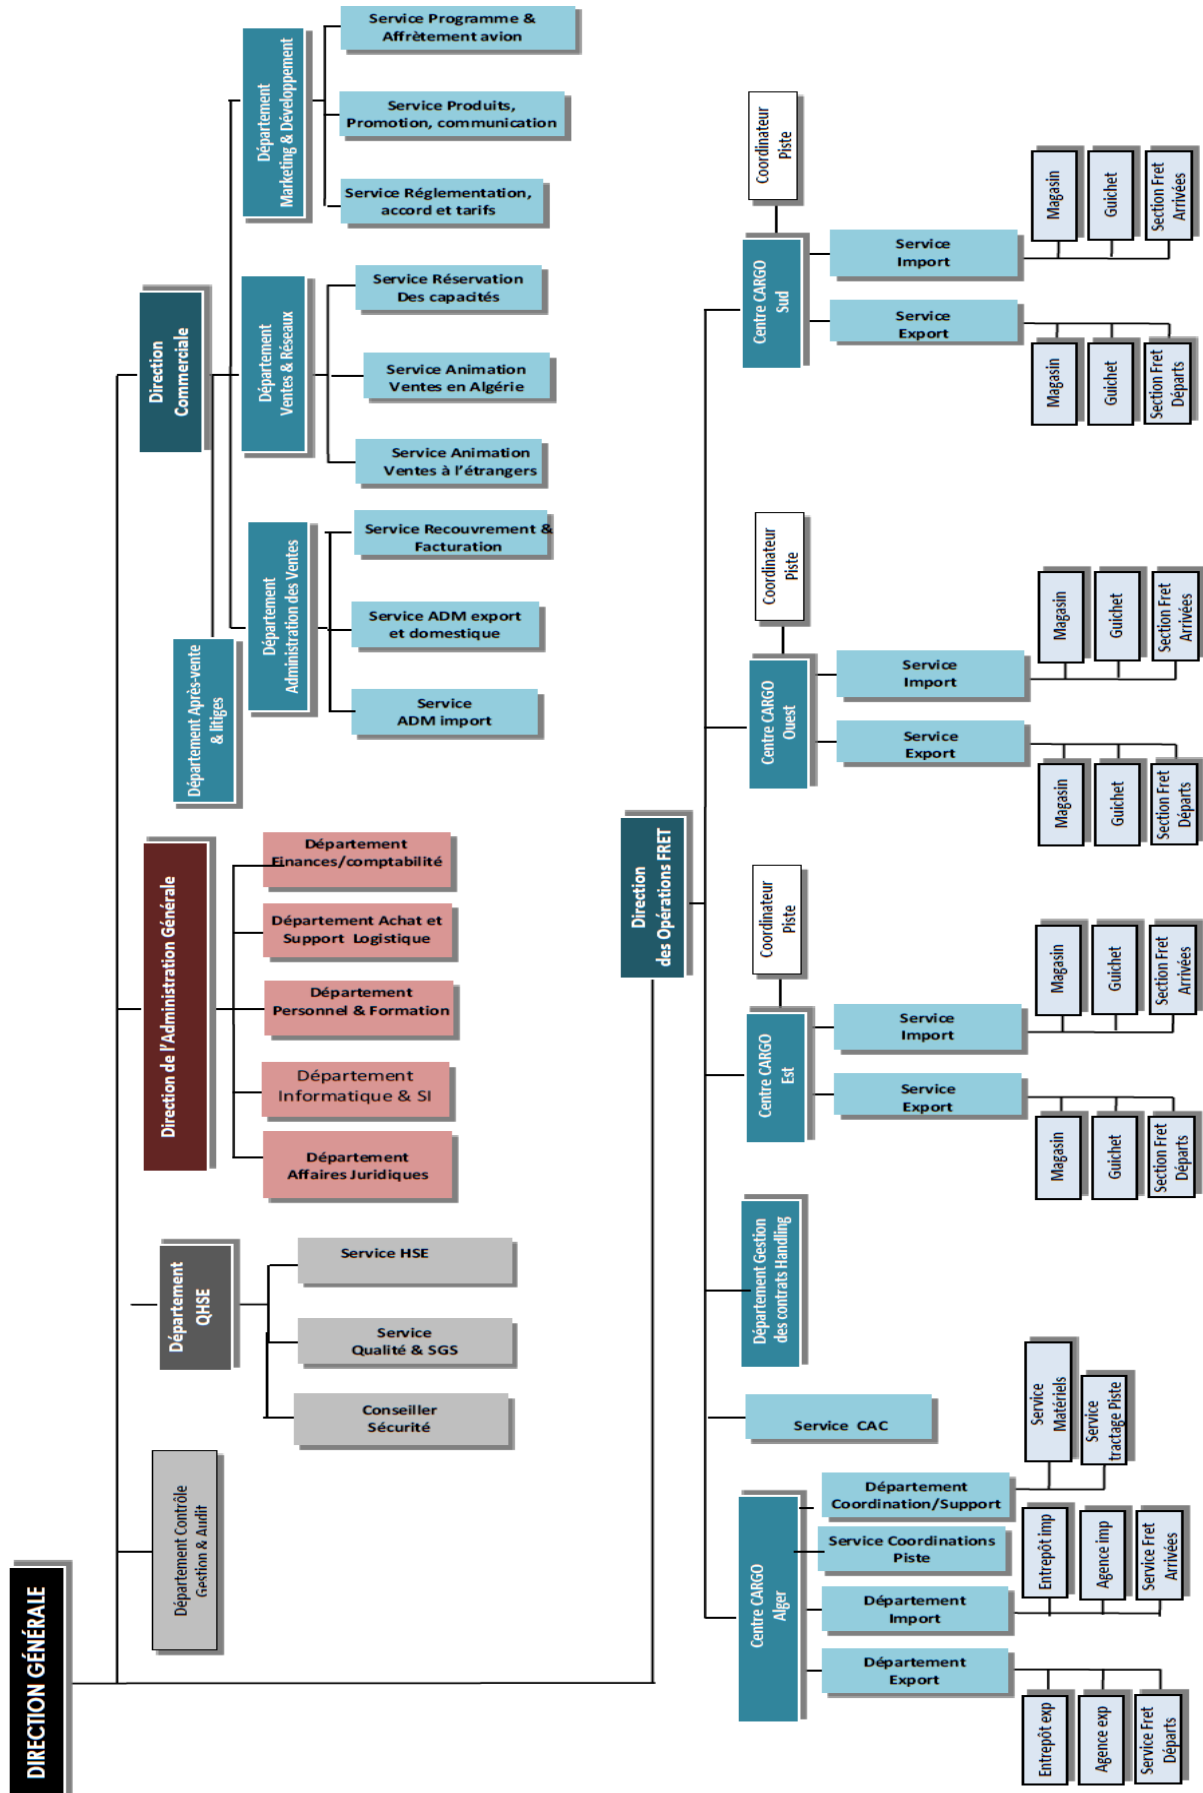 DIRECTION GÉNÉRALE
Département Contrôle
Gestion & Audit
Département
QHSE
Service HSE
Service
Qualité & SGS
Conseiller
Sécurité
Direction de l'Administration Générale
Département
Finances/comptabilité
Département Achat et
Support Logistique
Département
Personnel & Formation
Département
Informatique & SI
Département
Affaires Juridiques
Direction
Commerciale
Département Après-vente
& litiges
Département
Marketing & Développement
Service Programme &
Affrètement avion
Service Produits,
Promotion, communication
Service Réglementation,
accord et tarifs
Département
Ventes & Réseaux
Service Réservation
Des capacités
Service Animation
Ventes en Algérie
Service Animation
Ventes à l'étrangers
Département
Administration des Ventes
Service Recouvrement &
Facturation
Service ADM export
et domestique
Service
ADM import
Direction
des Opérations FRET
Centre CARGO
Alger
Département
Coordination/Support
Service
Matériels
Service
tractage Piste
Service Coordinations
Piste
Département
Import
Entrepôt imp
Agence imp
Service Fret
Arrivées
Département
Export
Entrepôt exp
Agence exp
Service Fret
Départs
Service CAC
Département Gestion
des contrats Handling
Centre CARGO
Est
Coordinateur
Piste
Service
Import
Magasin
Guichet
Section Fret
Arrivées
Service
Export
Magasin
Guichet
Section Fret
Départs
Centre CARGO
Ouest
Coordinateur
Piste
Service
Import
Magasin
Guichet
Section Fret
Arrivées
Service
Export
Magasin
Guichet
Section Fret
Départs
Centre CARGO
Sud
Coordinateur
Piste
Service
Import
Magasin
Guichet
Section Fret
Arrivées
Service
Export
Magasin
Guichet
Section Fret
Départs